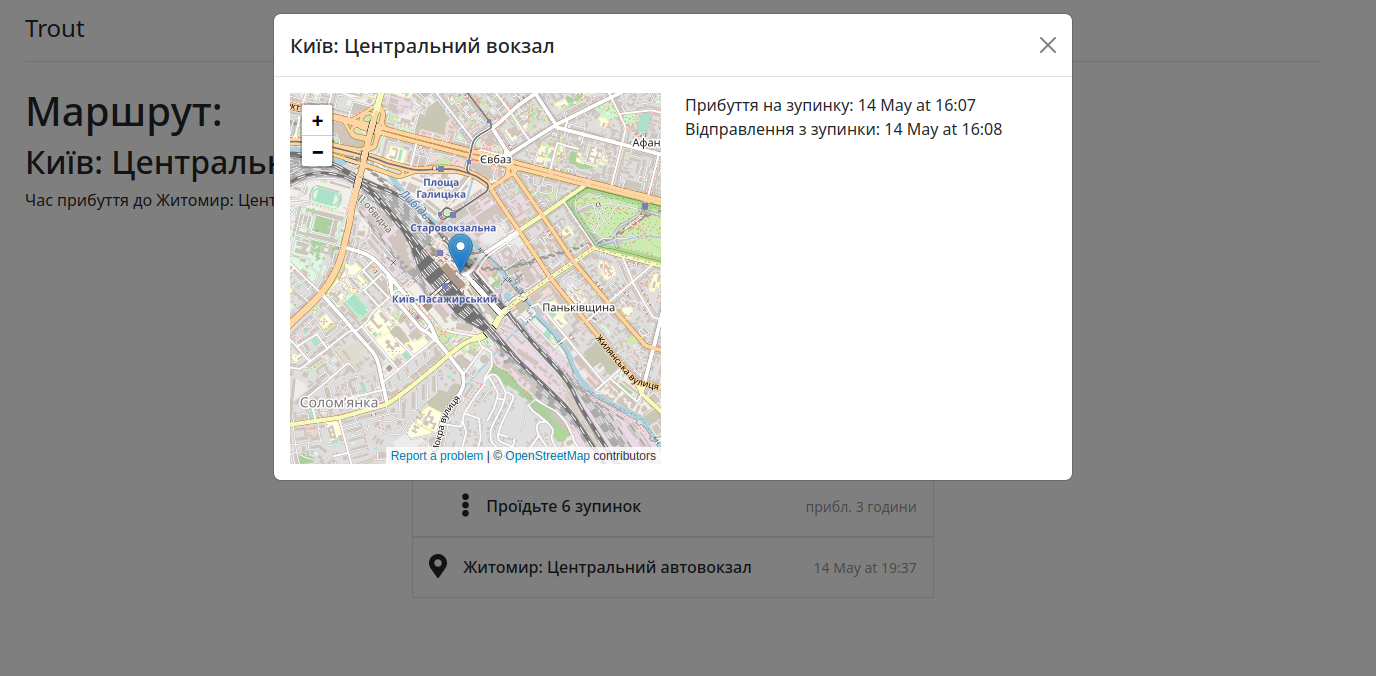 Trout
Маршрут:
Київ: Централь
Час прибуття до Житомир: Цент
Київ: Центральний вокзал
+
−
Євбаз
Афан
Площа
Галицька
Либідь
обвідна
Старовокзальна
Київ-Пасажирський
Паньківщина
Жилянська вулиця
Солом'янка
окра вулиця
Report a problem | © OpenStreetMap contributors
Прибуття на зупинку: 14 May at 16:07
Відправлення з зупинки: 14 May at 16:08
Проїдьте 6 зупинок
прибл. 3 години
Житомир: Центральний автовокзал
14 May at 19:37